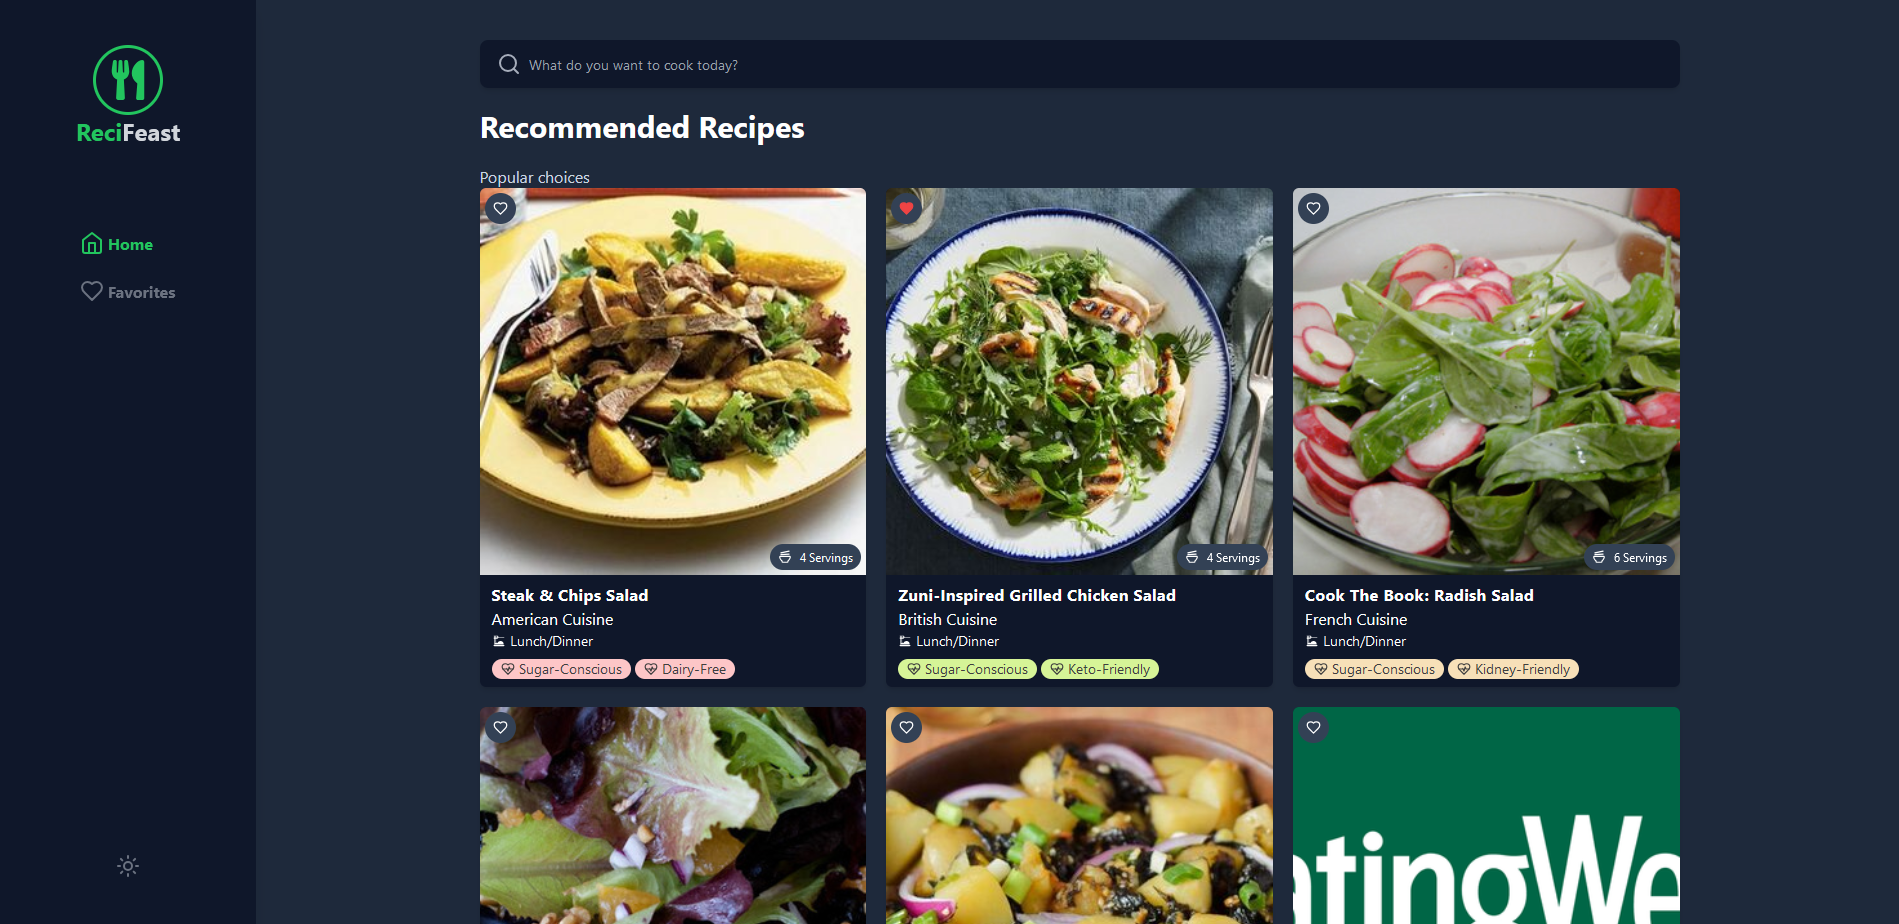 ReciFeast
Home
Favorites
What do you want to cook today?
Recommended Recipes
Popular choices
4 Servings
Steak & Chips Salad
American Cuisine
Lunch/Dinner
Sugar-Conscious
Dairy-Free
4 Servings
Zuni-Inspired Grilled Chicken Salad
British Cuisine
Lunch/Dinner
Sugar-Conscious
Keto-Friendly
6 Servings
Cook The Book: Radish Salad
French Cuisine
Lunch/Dinner
Sugar-Conscious
Kidney-Friendly
atingWe